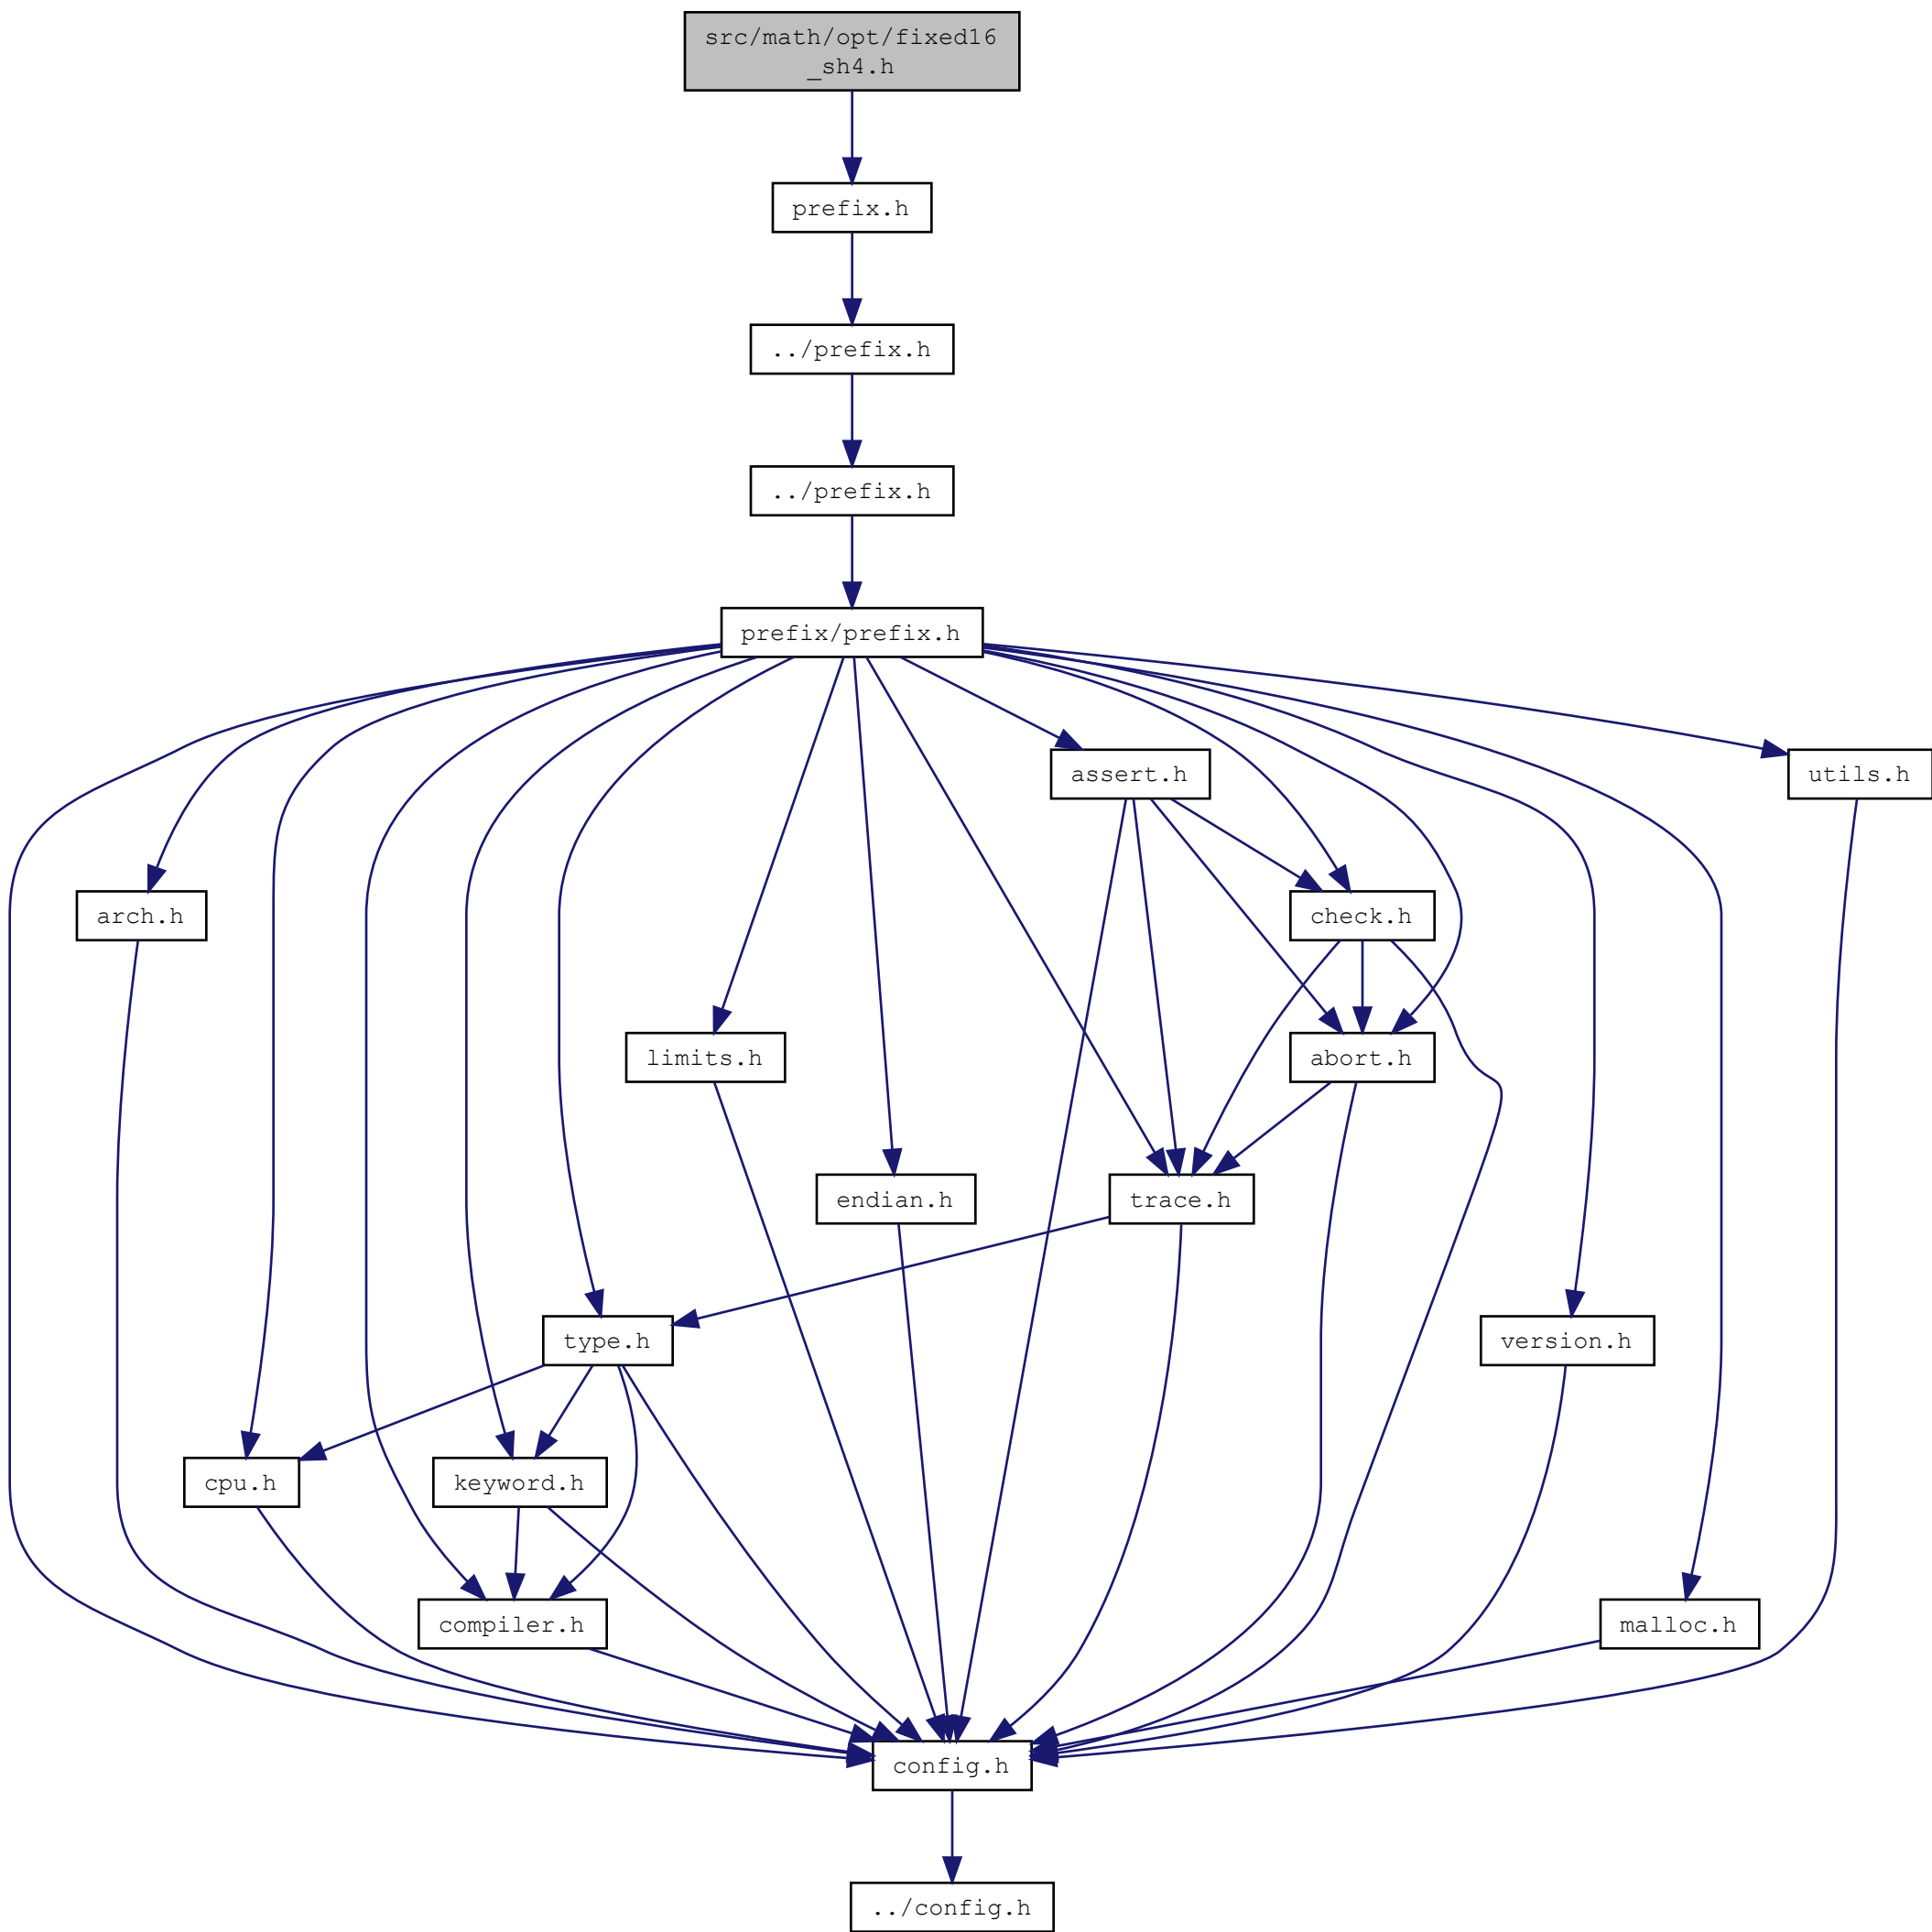 src/math/opt/fixed16
_sh4.h
prefix.h
../prefix.h
../prefix.h
prefix/prefix.h
assert.h
utils.h
arch.h
check.h
limits.h
abort.h
endian.h
trace.h
type.h
version.h
cpu.h
keyword.h
compiler.h
malloc.h
config.h
../config.h